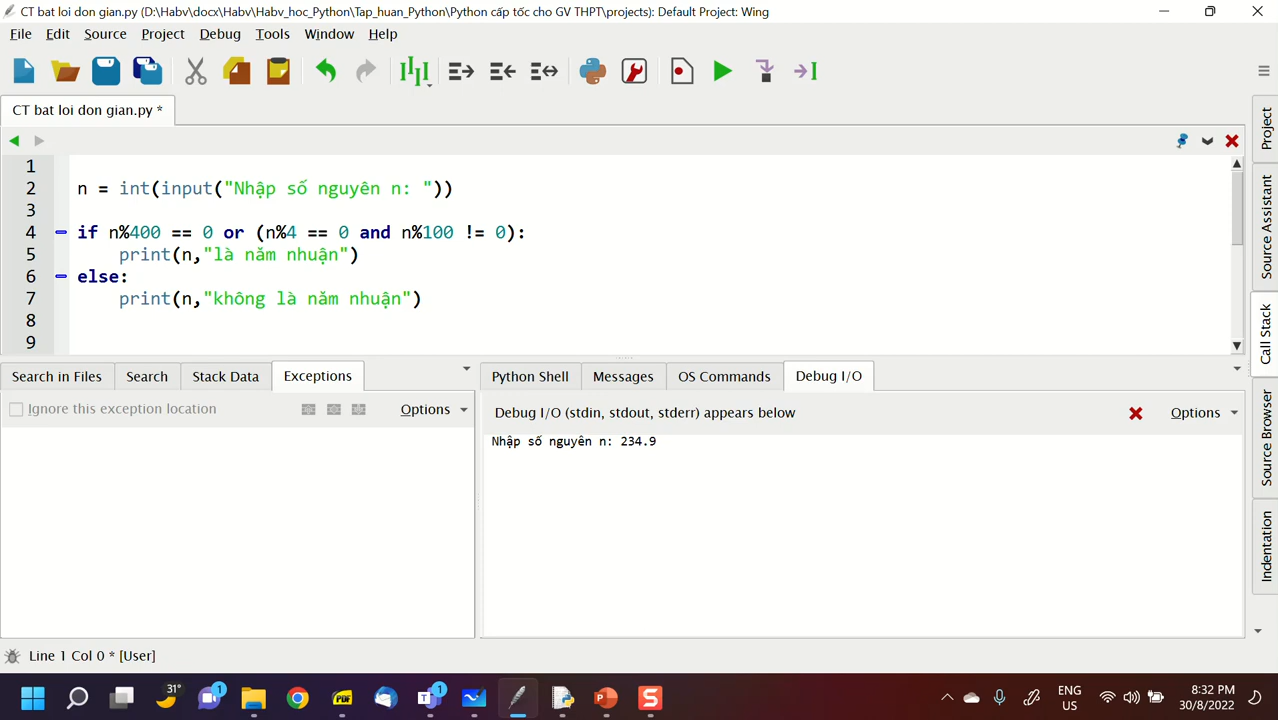 CT bat loi don gian.py (D:\Habv\docx\Habv\Habv_hoc_Python\Tap_huan_Python\Python cấp tốc cho GV THPT\projects): Default Project: Wing
File Edit Source Project Debug Tools Window Help
CT bat loi don gian.py *
1
2 n = int(input("Nhập số nguyên n: "))
3
4 if n%400 == 0 or (n%4 == 0 and n%100 != 0):
5 print(n,"là năm nhuận")
6 else:
7 print(n,"không là năm nhuận")
8
9
Project
Source Assistant
Call Stack
Source Browser
Indentation
Search in Files Search Stack Data Exceptions
Ignore this exception location Options
Python Shell Messages OS Commands Debug I/O
Debug I/O (stdin, stdout, stderr) appears below Options
Nhập số nguyên n: 234.9
Line 1 Col 0 * [User]
31°
1
PDF
T
1
P
S
ENG
US
8:32 PM
30/8/2022